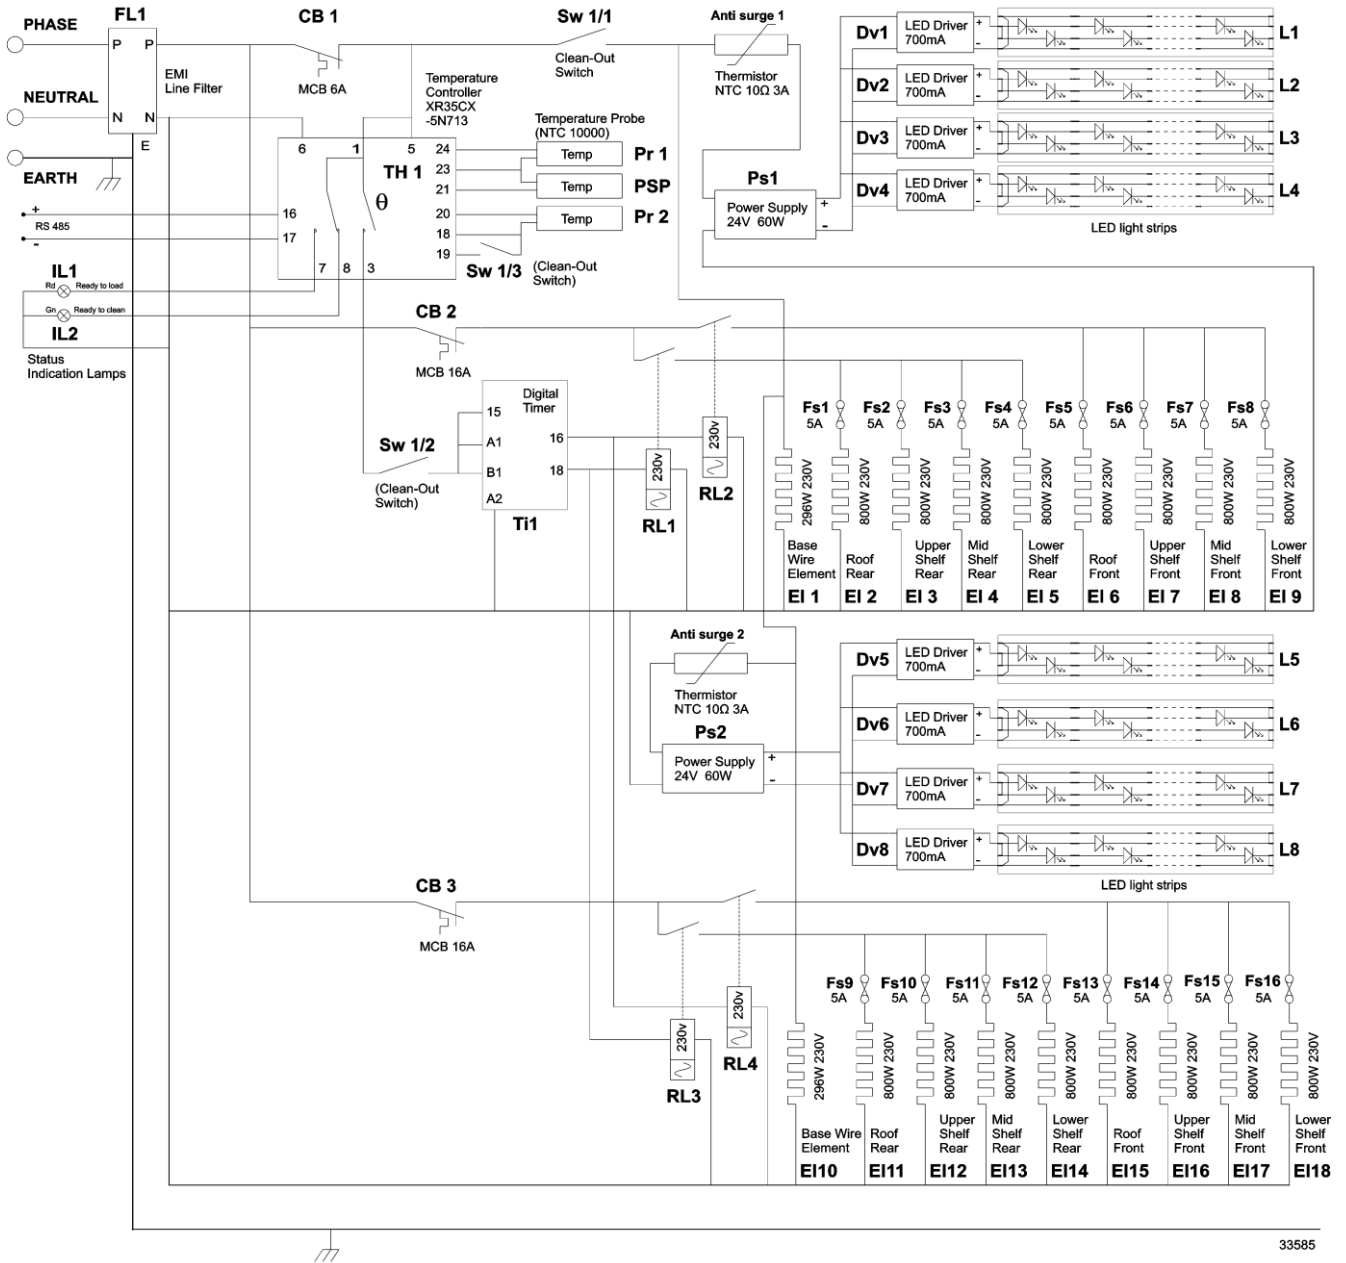 PHASE
FL1
CB 1
Sw 1/1
Anti surge 1
P
P
NEUTRAL
N
N
E
EMI
Line Filter
MCB 6A
Clean-Out
Switch
Thermistor
NTC 10Ω 3A
Temperature
Controller
XR35CX
-5N713
Temperature Probe
(NTC 10000)
EARTH
6
1
5
24
23
21
20
18
19
TH 1
θ
16
17
7
8
3
Temp
Pr 1
Temp
PSP
Temp
Pr 2
Sw 1/3
(Clean-Out
Switch)
+
RS 485
-
IL1
Rd
Ready to load
Gn
Ready to clean
IL2
Status
Indication Lamps
Ps1
Power Supply
24V 60W
+
-
Dv1
LED Driver
700mA
+
-
L1
Dv2
LED Driver
700mA
+
-
L2
Dv3
LED Driver
700mA
+
-
L3
Dv4
LED Driver
700mA
+
-
L4
LED light strips
CB 2
MCB 16A
Sw 1/2
(Clean-Out
Switch)
Digital
Timer
15
A1
B1
A2
16
18
Ti1
230v
RL1
230v
RL2
Fs1
5A
Fs2
5A
Fs3
5A
Fs4
5A
Fs5
5A
Fs6
5A
Fs7
5A
Fs8
5A
296W 230V
800W 230V
800W 230V
800W 230V
800W 230V
800W 230V
800W 230V
800W 230V
800W 230V
Base
Wire
Element
El 1
Roof
Rear
El 2
Upper
Shelf
Rear
El 3
Mid
Shelf
Rear
El 4
Lower
Shelf
Rear
El 5
Roof
Front
El 6
Upper
Shelf
Front
El 7
Mid
Shelf
Front
El 8
Lower
Shelf
Front
El 9
Anti surge 2
Thermistor
NTC 10Ω 3A
Ps2
Power Supply
24V 60W
+
-
Dv5
LED Driver
700mA
+
-
L5
Dv6
LED Driver
700mA
+
-
L6
Dv7
LED Driver
700mA
+
-
L7
Dv8
LED Driver
700mA
+
-
L8
LED light strips
CB 3
MCB 16A
230v
RL3
230v
RL4
Fs9
5A
Fs10
5A
Fs11
5A
Fs12
5A
Fs13
5A
Fs14
5A
Fs15
5A
Fs16
5A
296W 230V
800W 230V
800W 230V
800W 230V
800W 230V
800W 230V
800W 230V
800W 230V
800W 230V
Base Wire
Element
El10
Roof
Rear
El11
Upper
Shelf
Rear
El12
Mid
Shelf
Rear
El13
Lower
Shelf
Rear
El14
Roof
Front
El15
Upper
Shelf
Front
El16
Mid
Shelf
Front
El17
Lower
Shelf
Front
El18
33585